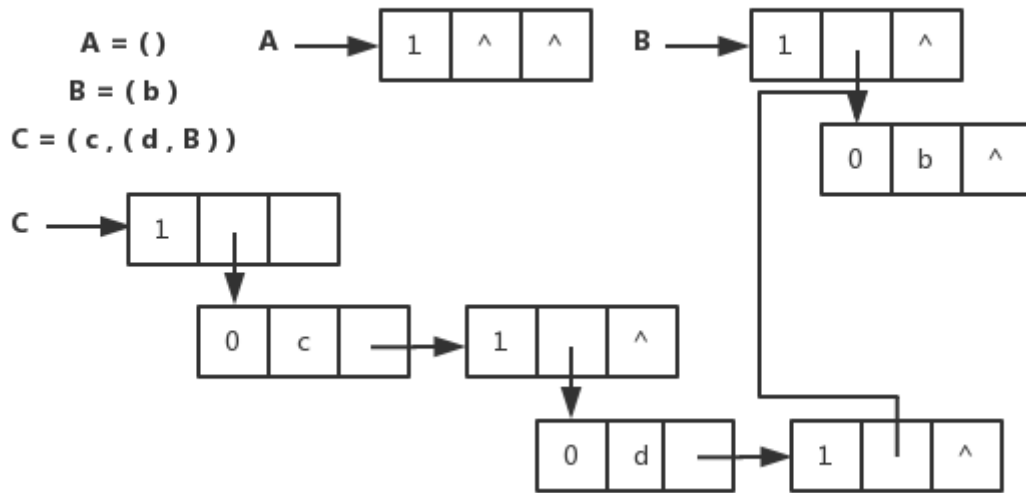 A = ( )
A 1 ^ ^
B 1 ^
B = ( b )
C = ( c , ( d , B ) )
0 b ^
C 1
0 c
1 ^
0 d
1 ^